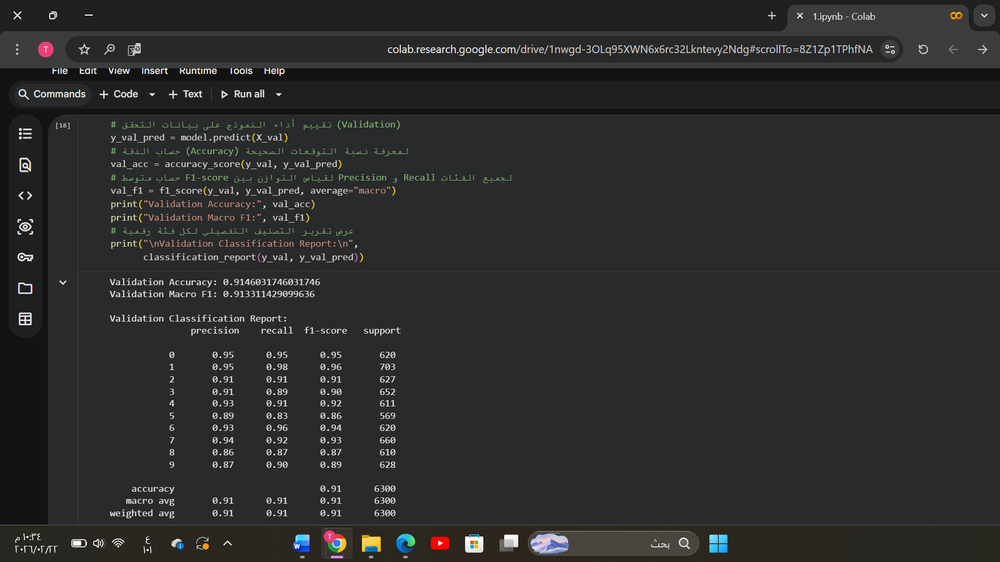 1.ipynb - Colab
T
colab.research.google.com/drive/1nwgd-3OLq95XWN6x6rc32Lkntevy2Ndg#scrollTo=8Z1Zp1TPhfNA
File Edit View Insert Runtime Tools Help
Commands + Code + Text Run all
[18]
# تقييم أداء النموذج على بيانات التحقق (Validation)
y_val_pred = model.predict(X_val)
# حساب الدقة (Accuracy) لمعرفة نسبة التوقعات الصحيحة
val_acc = accuracy_score(y_val, y_val_pred)
# حساب متوسط F1-score لقياس التوازن بين Precision و Recall لجميع الفئات
val_f1 = f1_score(y_val, y_val_pred, average="macro")
print("Validation Accuracy:", val_acc)
print("Validation Macro F1:", val_f1)
# عرض تقرير التصنيف التفصيلي لكل فئة رقمية
print("\nValidation Classification Report:\n",
classification_report(y_val, y_val_pred))
Validation Accuracy: 0.9146031746031746
Validation Macro F1: 0.913311429099636
Validation Classification Report:
precision recall f1-score support
0 0.95 0.95 0.95 620
1 0.95 0.98 0.96 703
2 0.91 0.91 0.91 627
3 0.91 0.89 0.90 652
4 0.93 0.91 0.92 611
5 0.89 0.83 0.86 569
6 0.93 0.96 0.94 620
7 0.94 0.92 0.93 660
8 0.86 0.87 0.87 610
9 0.87 0.90 0.89 628
accuracy 0.91 6300
macro avg 0.91 0.91 0.91 6300
weighted avg 0.91 0.91 0.91 6300
١٠:٣٤ م
٢٠٢٦/٠٢/٢٢
ع
١٠١
W
T
بحث